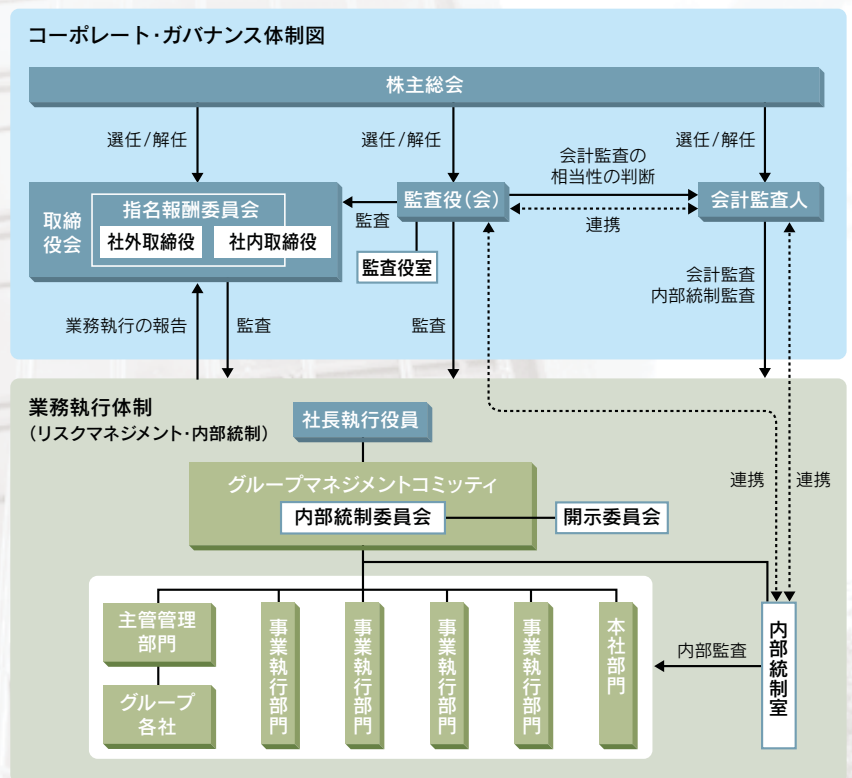 コーポレート・ガバナンス体制図
株主総会
選任/解任
選任/解任
選任/解任
会計監査の
相当性の判断
取締
役会
指名報酬委員会
社外取締役
社内取締役
監査
監査役(会)
連携
会計監査人
監査役室
業務執行の報告
監査
監査
会計監査
内部統制監査
業務執行体制
(リスクマネジメント・内部統制)
社長執行役員
グループマネジメントコミッティ
内部統制委員会
開示委員会
連携
連携
主管管理
部門
グループ
各社
事業執行部門
事業執行部門
事業執行部門
事業執行部門
本社部門
内部監査
内部統制室